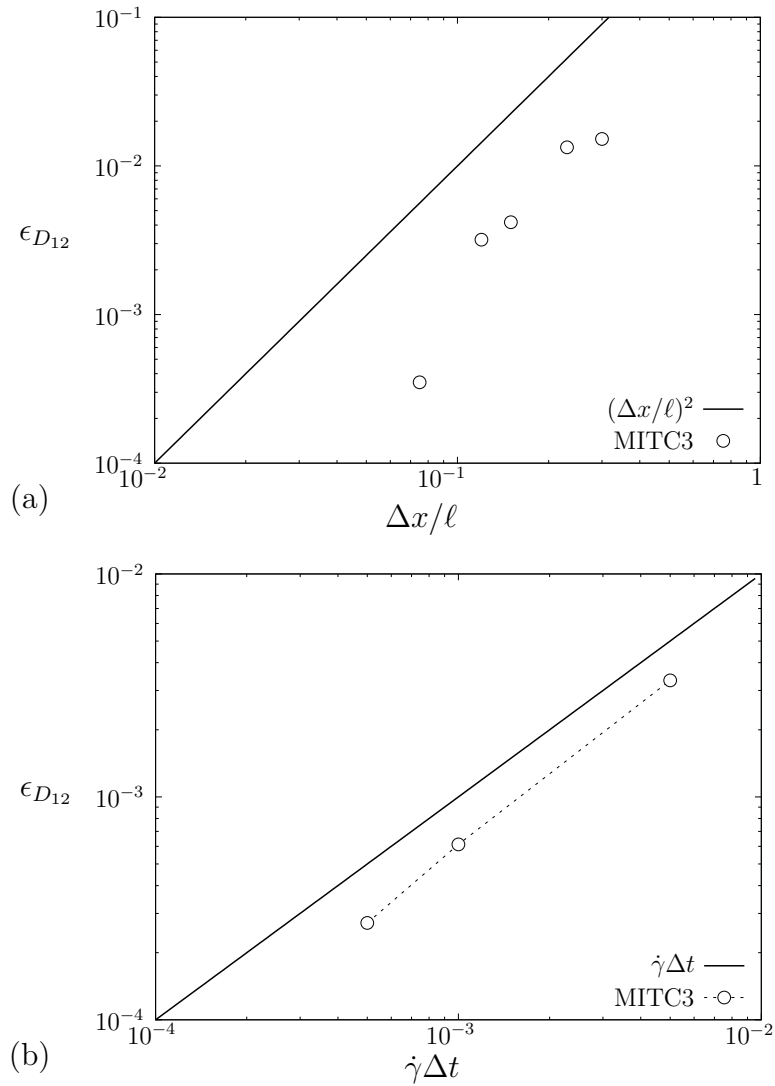 10⁻¹
10⁻²
ϵ_{D₁₂}
10⁻³
(Δx/ℓ)²
MITC3
10⁻⁴
10⁻² 10⁻¹ 1
(a)
Δx/ℓ
10⁻²
ϵ_{D₁₂} 10⁻³
γ̇Δt
MITC3
10⁻⁴
10⁻⁴ 10⁻³ 10⁻²
(b)
γ̇Δt